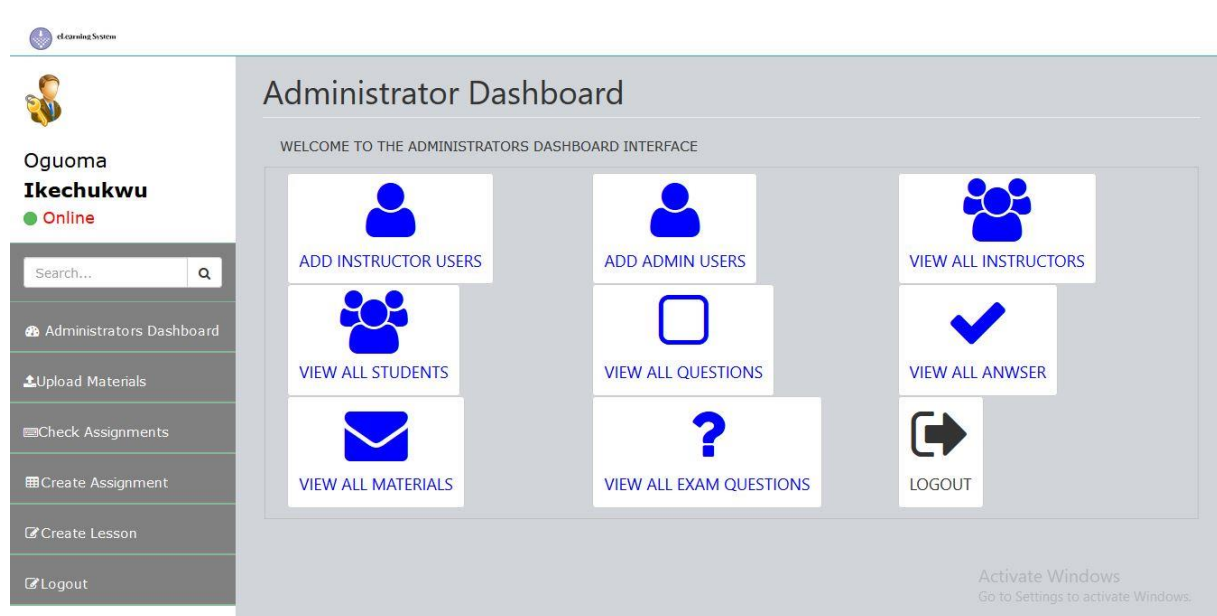 eLearning System
Oguoma
Ikechukwu
Online
Search...
Administrators Dashboard
Upload Materials
Check Assignments
Create Assignment
Create Lesson
Logout
Administrator Dashboard
WELCOME TO THE ADMINISTRATORS DASHBOARD INTERFACE
ADD INSTRUCTOR USERS
ADD ADMIN USERS
VIEW ALL INSTRUCTORS
VIEW ALL STUDENTS
VIEW ALL QUESTIONS
VIEW ALL ANWSER
VIEW ALL MATERIALS
VIEW ALL EXAM QUESTIONS
LOGOUT
Activate Windows
Go to Settings to activate Windows.